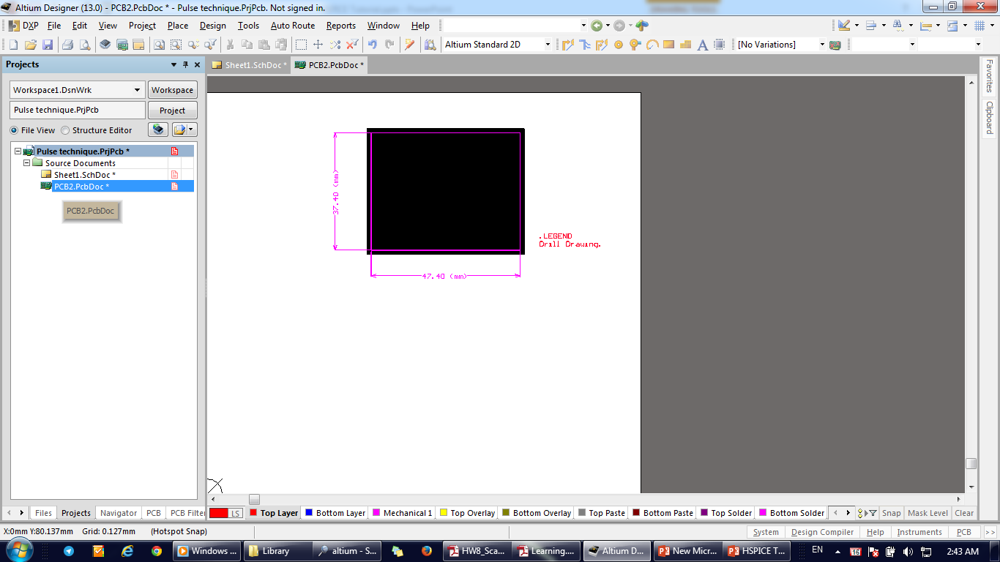 Altium Designer (13.0) - PCB2.PcbDoc * - Pulse technique.PrjPcb. Not signed in.
DXP File Edit View Project Place Design Tools Auto Route Reports Window Help
Altium Standard 2D [No Variations]
Projects
Sheet1.SchDoc * PCB2.PcbDoc *
Favorites
Clipboard
Workspace1.DsnWrk Workspace
Pulse technique.PrjPcb Project
File View Structure Editor
Pulse technique.PrjPcb *
Source Documents
Sheet1.SchDoc *
PCB2.PcbDoc *
PCB2.PcbDoc
37.40 (mm)
.LEGEND
Drill Drawing.
47.40 (mm)
Files Projects Navigator PCB PCB Filter
LS Top Layer Bottom Layer Mechanical 1 Top Overlay Bottom Overlay Top Paste Bottom Paste Top Solder Bottom Solder Snap Mask Level Clear
X:0mm Y:80.137mm Grid: 0.127mm (Hotspot Snap) System Design Compiler Help Instruments PCB >>
Windows ... Library altium - S... HW8_Sca... Learning.... Altium D... New Micr... HSPICE T... EN 16 2:43 AM